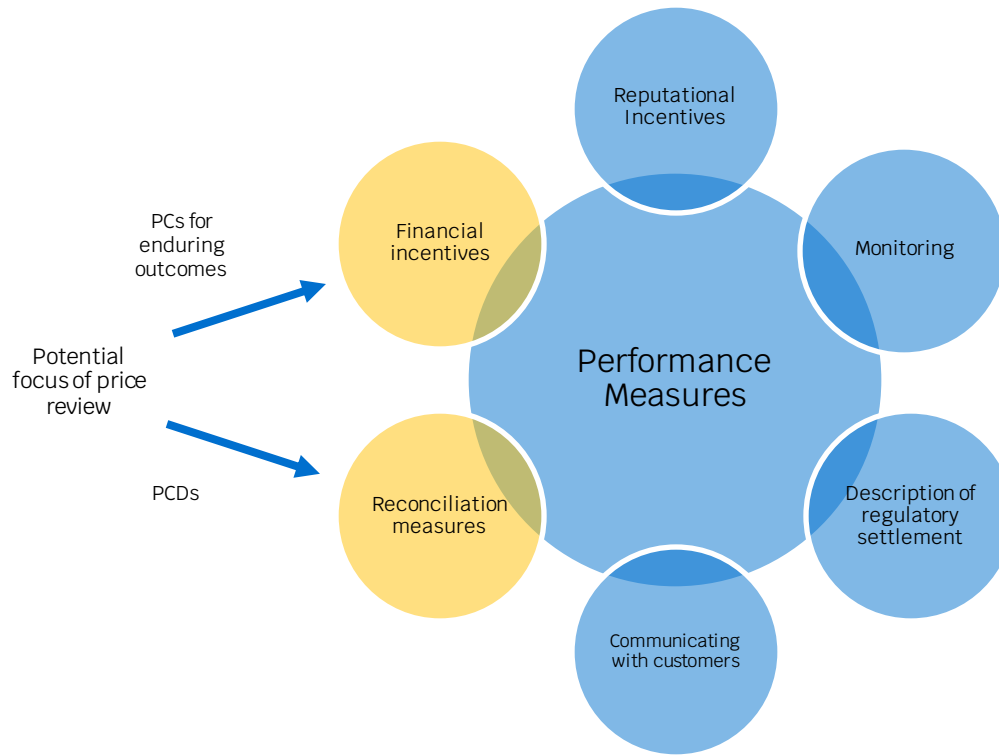 Reputational
Incentives
PCs for
enduring
outcomes
Financial
incentives
Monitoring
Potential
focus of price
review
Performance
Measures
PCDs
Reconciliation
measures
Description of
regulatory
settlement
Communicating
with customers